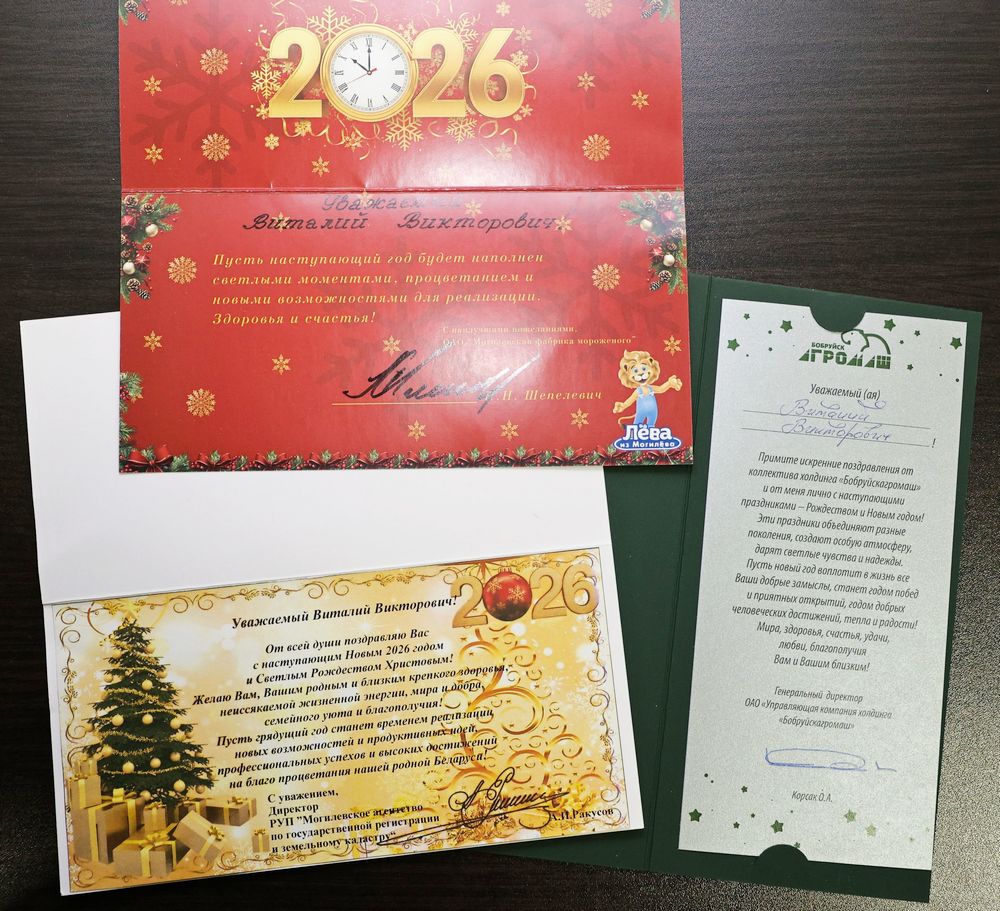 2026
Уважаемый
Виталий Викторович!
Пусть наступающий год будет наполнен
светлыми моментами, процветанием и
новыми возможностями для реализации.
Здоровья и счастья!
С наилучшими пожеланиями,
ОАО "Могилевская фабрика мороженого"
.Н. Шепелевич
Лёва
из Могилёва
2026
Уважаемый Виталий Викторович!
От всей души поздравляю Вас
с наступающим Новым 2026 годом
и Светлым Рождеством Христовым!
Желаю Вам, Вашим родным и близким крепкого здоровья,
неиссякаемой жизненной энергии, мира и добра,
семейного уюта и благополучия!
Пусть грядущий год станет временем реализации
новых возможностей и продуктивных идей,
профессиональных успехов и высоких достижений
на благо процветания нашей родной Беларуси!
С уважением,
Директор
РУП "Могилевское агентство
по государственной регистрации
и земельному кадастру"
А.И.Ракусов
БОБРУЙСК
АГРОМАШ
Уважаемый (ая)
Виталий
Викторович !
Примите искренние поздравления от
коллектива холдинга «Бобруйскагромаш»
и от меня лично с наступающими
праздниками – Рождеством и Новым годом!
Эти праздники объединяют разные
поколения, создают особую атмосферу,
дарят светлые чувства и надежды.
Пусть новый год воплотит в жизнь все
Ваши добрые замыслы, станет годом побед
и приятных открытий, годом добрых
человеческих достижений, тепла и радости!
Мира, здоровья, счастья, удачи,
любви, благополучия
Вам и Вашим близким!
Генеральный директор
ОАО «Управляющая компания холдинга
«Бобруйскагромаш»
Корсак О.А.